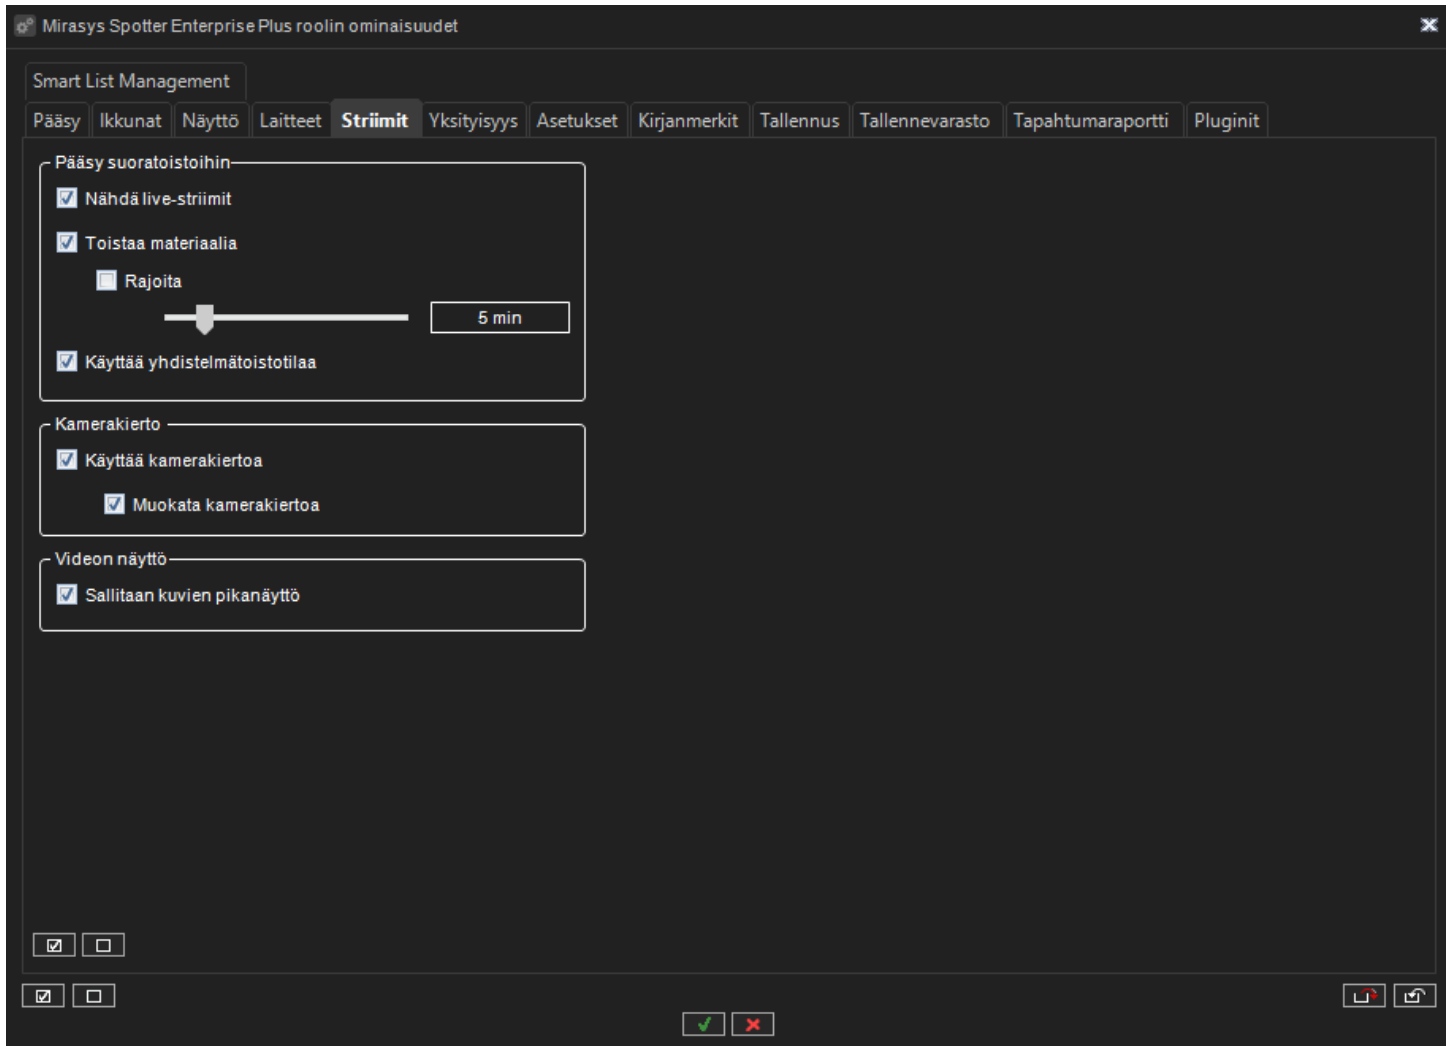 Mirasys Spotter Enterprise Plus roolin ominaisuudet
Smart List Management
Pääsy Ikkunat Näyttö Laitteet Striimit Yksityisyys Asetukset Kirjanmerkit Tallennus Tallennevarasto Tapahtumaraportti Pluginit
Pääsy suoratoistoihin
Nähdä live-striimit
Toistaa materiaalia
Rajoita
5 min
Käyttää yhdistelmätoistotilaa
Kamerakierto
Käyttää kamerakiertoa
Muokata kamerakiertoa
Videon näyttö
Sallitaan kuvien pikanäyttö